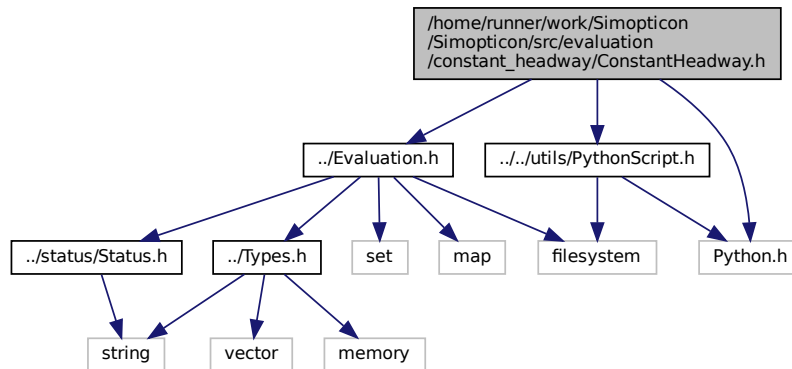 /home/runner/work/Simopticon
/Simopticon/src/evaluation
/constant_headway/ConstantHeadway.h
../Evaluation.h
../../utils/PythonScript.h
../status/Status.h
../Types.h
set
map
filesystem
Python.h
string
vector
memory